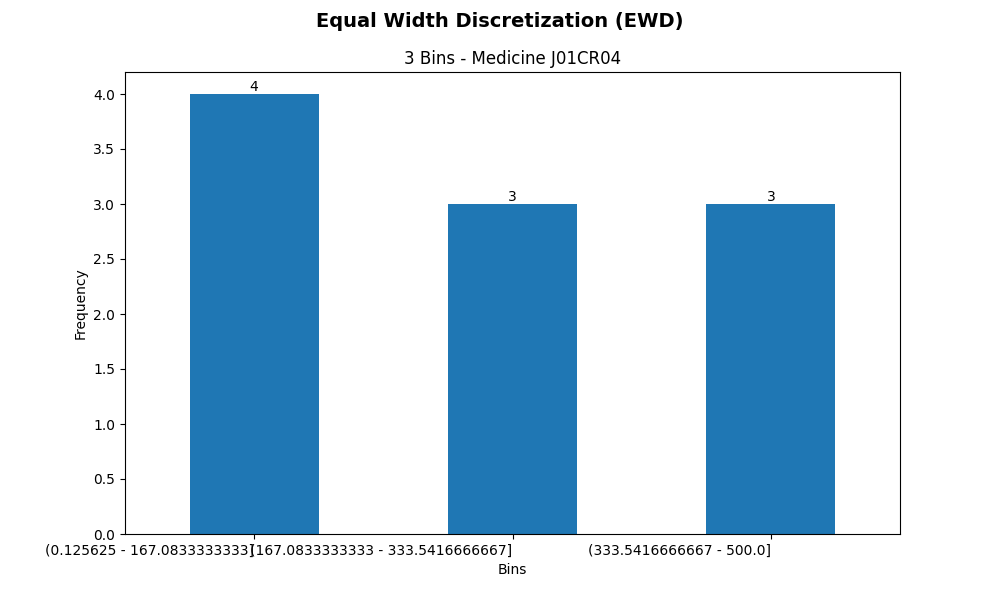 Equal Width Discretization (EWD)
3 Bins - Medicine J01CR04
4
3
3
4.0
3.5
3.0
2.5
2.0
1.5
1.0
0.5
0.0
Frequency
(0.125625 - 167.0833333333]
(167.0833333333 - 333.5416666667]
(333.5416666667 - 500.0]
Bins